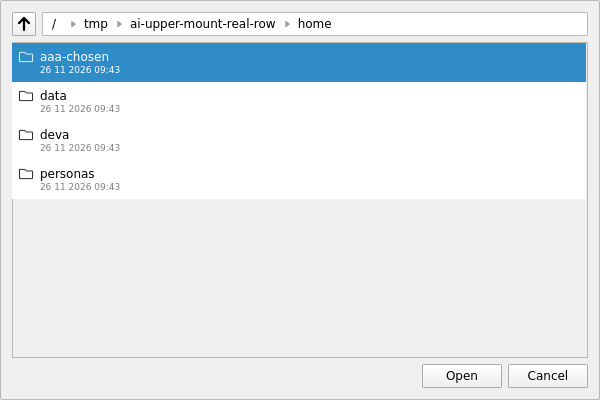 / tmp ai-upper-mount-real-row home
aaa-chosen
26 11 2026 09:43
data
26 11 2026 09:43
deva
26 11 2026 09:43
personas
26 11 2026 09:43
Open Cancel